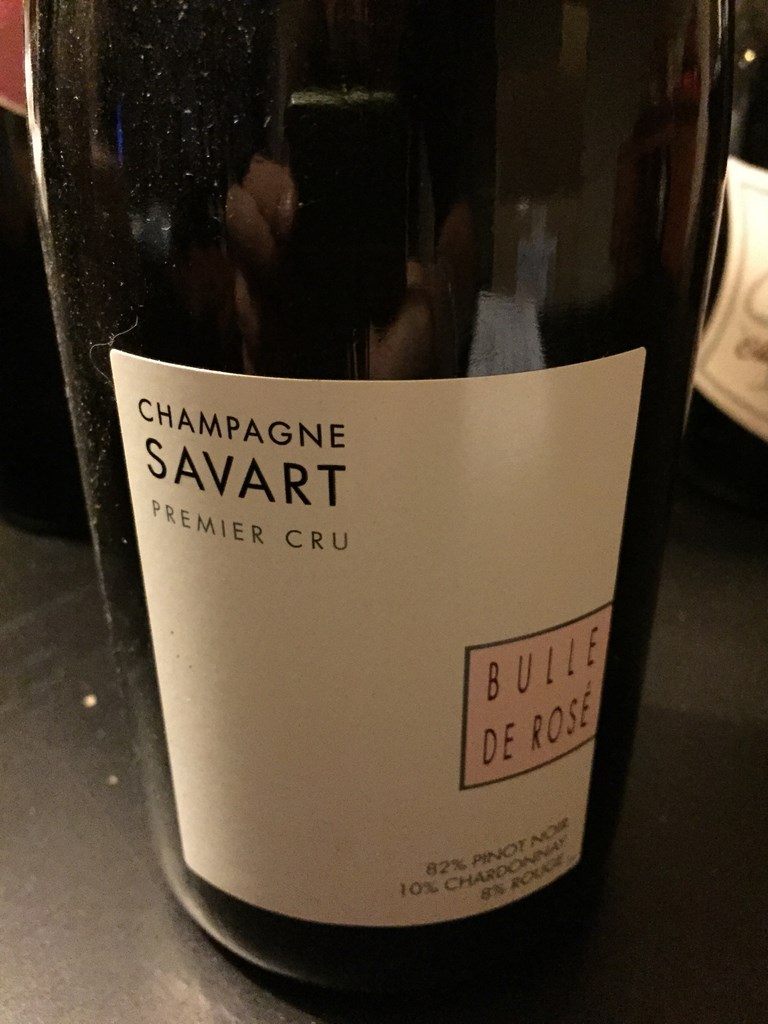 CHAMPAGNE
SAVART
PREMIER CRU
BULLE
DE ROSÉ
82% PINOT NOIR
10% CHARDONNAY
8% ROUGE